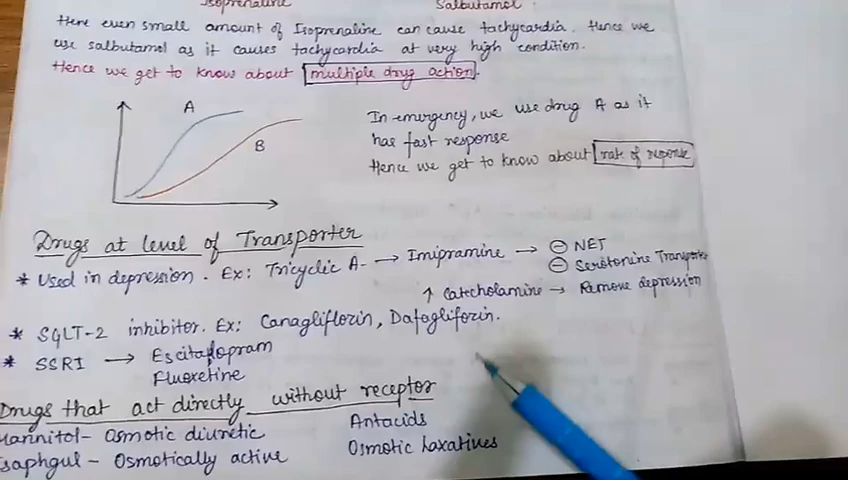 Isoprenaline Salbutamol
Here even small amount of Isoprenaline can cause tachycardia. Hence we
use salbutamol as it causes tachycardia at very high condition.
Hence we get to know about multiple drug action.
A
B
In emergency, we use drug A as it
has fast response
Hence we get to know about rate of reponse
Drugs at level of Transporter
* Used in depression. Ex: Tricyclic A- → Imipramine → ⊖ NET
⊖ Serotonine Transporte
↑ Catecholamine → Remove depression
* SGLT-2 inhibitor. Ex: Canagliflorin, Dafagliforin.
* SSRI → Escitalopram
Fluoxetine
Drugs that act directly without receptor
Mannitol- Osmotic diuretic
Antacids
Isaphgul - Osmotically active
Osmotic Laxatives